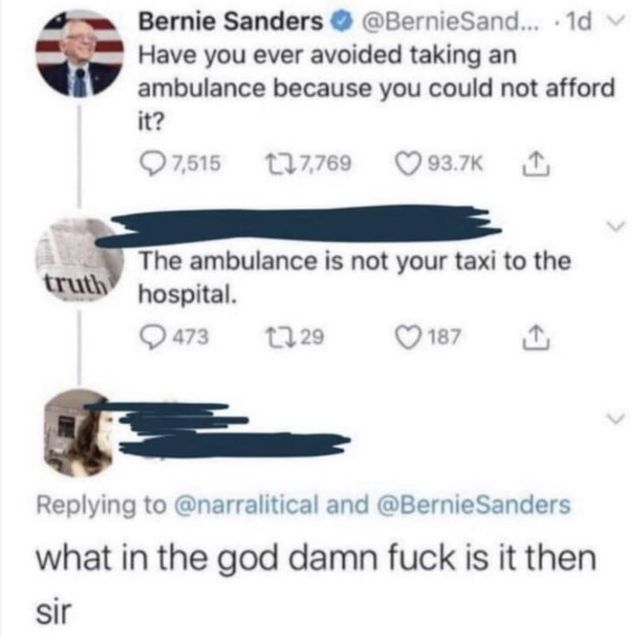 Bernie Sanders @BernieSand... · 1d
Have you ever avoided taking an
ambulance because you could not afford
it?
7,515 7,769 93.7K
The ambulance is not your taxi to the
hospital.
truth
473 29 187
Replying to @narralitical and @BernieSanders
what in the god damn fuck is it then
sir